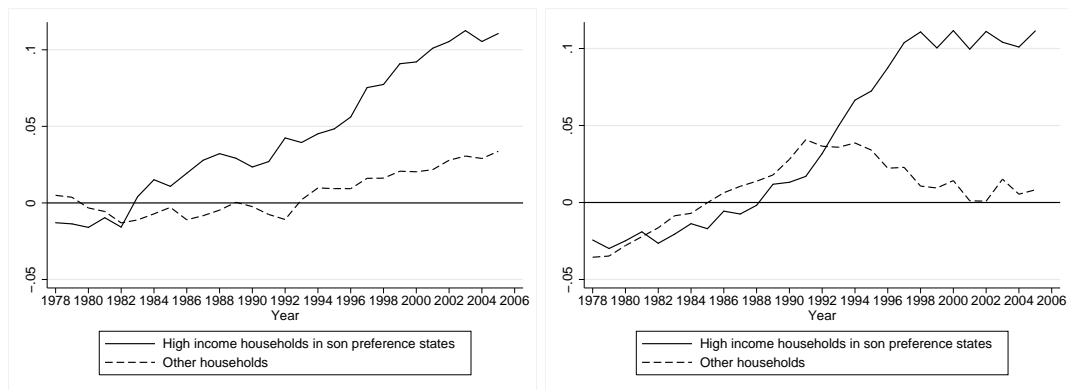 .1
.05
0
-.05
1978 1980 1982 1984 1986 1988 1990 1992 1994 1996 1998 2000 2002 2004 2006
Year
High income households in son preference states
Other households
.1
.05
0
-.05
1978 1980 1982 1984 1986 1988 1990 1992 1994 1996 1998 2000 2002 2004 2006
Year
High income households in son preference states
Other households